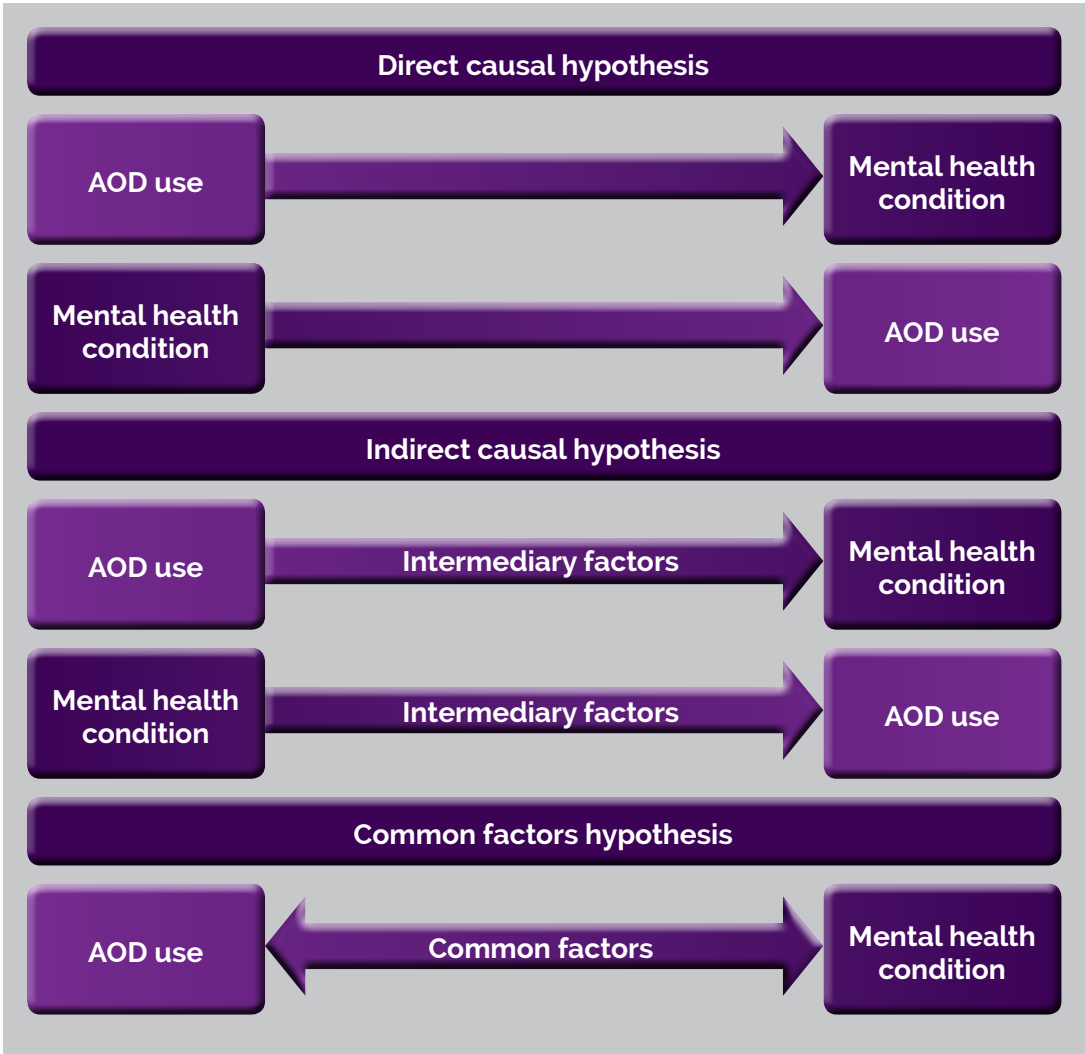 Direct causal hypothesis
AOD use
Mental health
condition
Mental health
condition
AOD use
Indirect causal hypothesis
AOD use
Intermediary factors
Mental health
condition
Mental health
condition
Intermediary factors
AOD use
Common factors hypothesis
AOD use
Common factors
Mental health
condition